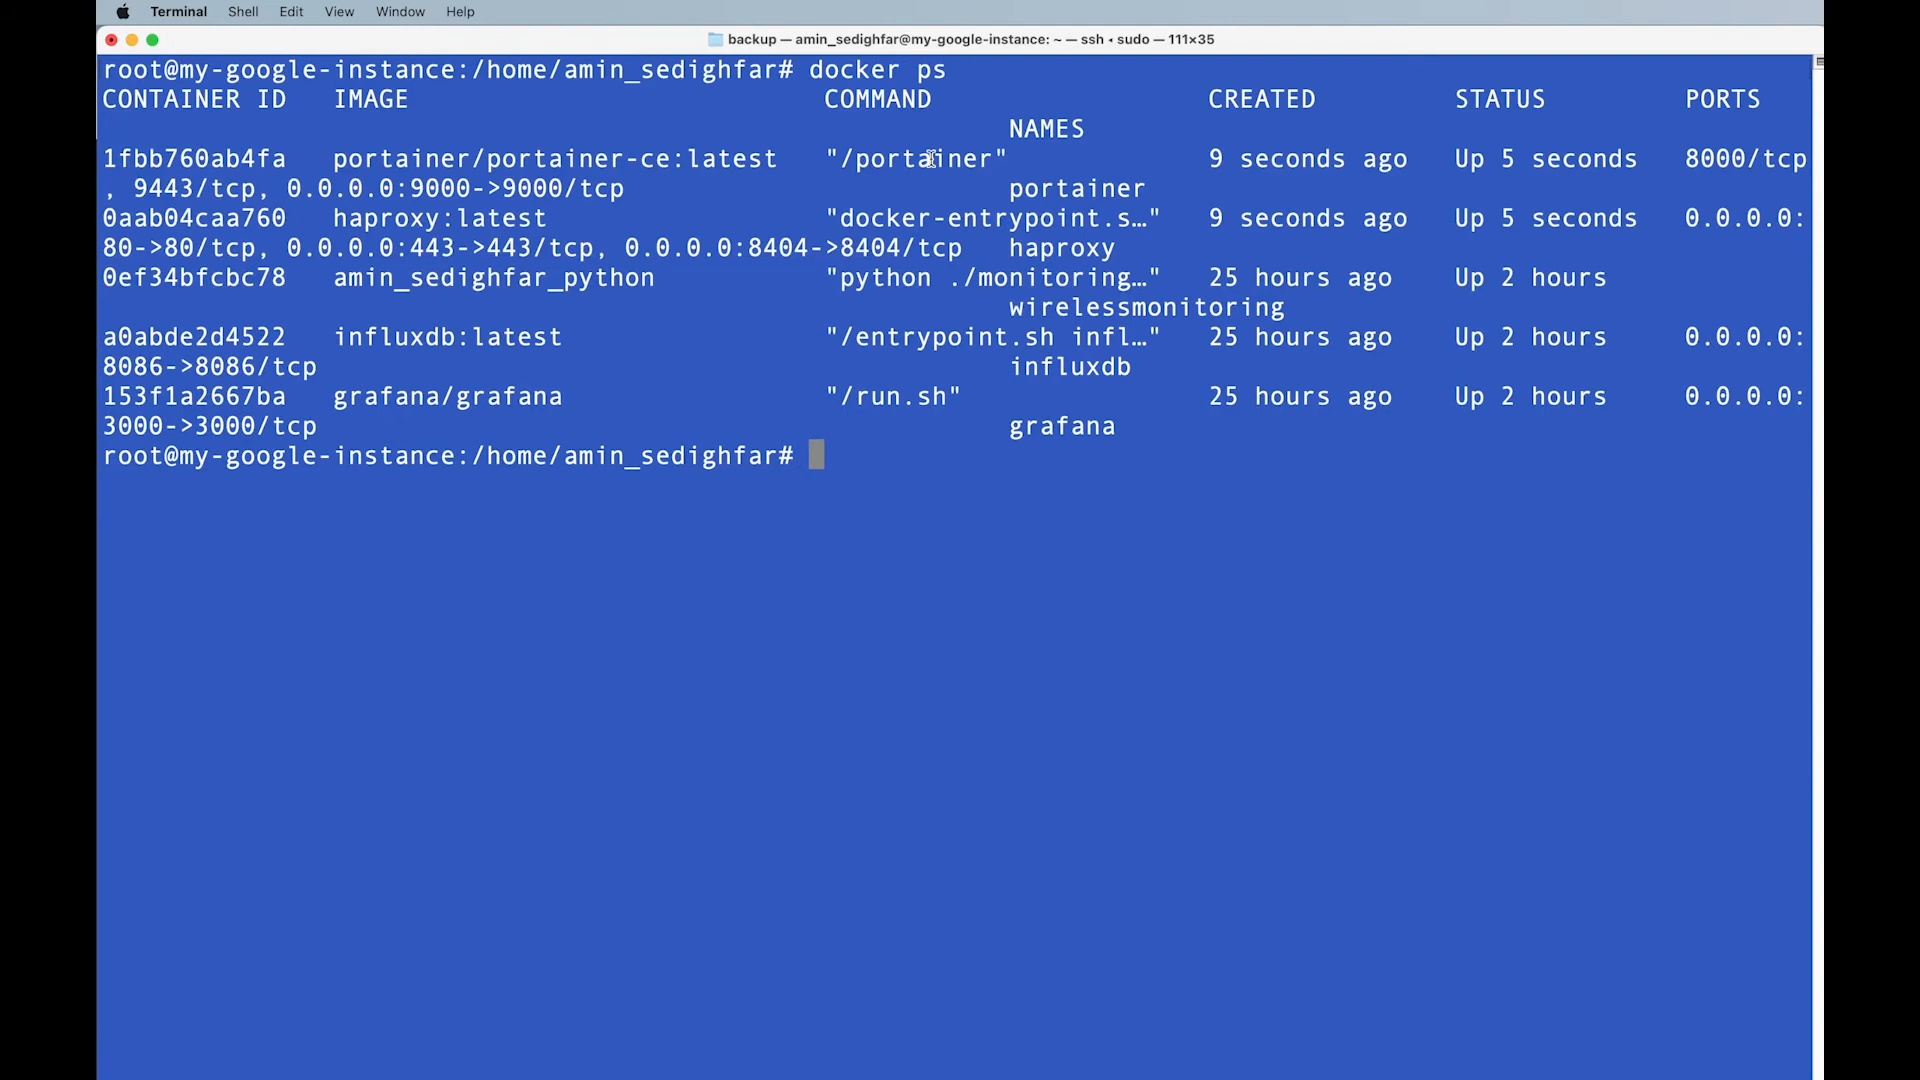 Terminal Shell Edit View Window Help
backup — amin_sedighfar@my-google-instance: ~ — ssh ◂ sudo — 111×35
root@my-google-instance:/home/amin_sedighfar# docker ps
CONTAINER ID   IMAGE                           COMMAND                  CREATED         STATUS         PORTS
NAMES
1fbb760ab4fa   portainer/portainer-ce:latest   "/portainer"             9 seconds ago   Up 5 seconds   8000/tcp
, 9443/tcp, 0.0.0.0:9000->9000/tcp                         portainer
0aab04caa760   haproxy:latest                  "docker-entrypoint.s…"   9 seconds ago   Up 5 seconds   0.0.0.0:
80->80/tcp, 0.0.0.0:443->443/tcp, 0.0.0.0:8404->8404/tcp   haproxy
0ef34bfcbc78   amin_sedighfar_python           "python ./monitoring…"   25 hours ago    Up 2 hours
wirelessmonitoring
a0abde2d4522   influxdb:latest                 "/entrypoint.sh infl…"   25 hours ago    Up 2 hours     0.0.0.0:
8086->8086/tcp                                             influxdb
153f1a2667ba   grafana/grafana                 "/run.sh"                25 hours ago    Up 2 hours     0.0.0.0:
3000->3000/tcp                                             grafana
root@my-google-instance:/home/amin_sedighfar#